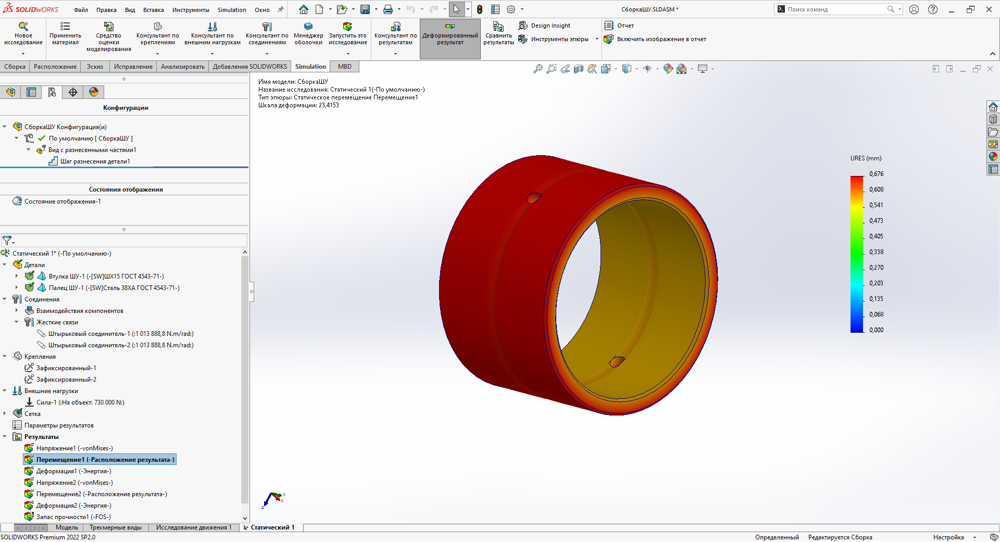 SOLIDWORKS
Файл Правка Вид Вставка Инструменты Simulation Окно
СборкаШУ.SLDASM *
Поиск команд
Новое исследование
Применить материал
Средство оценки моделирования
Консультант по креплениям
Консультант по внешним нагрузкам
Консультант по соединениям
Менеджер оболочки
Запустить это исследование
Консультант по результатам
Деформированный результат
Сравнить результаты
Design Insight
Инструменты эпюры
Отчет
Включить изображение в отчет
Сборка Расположение Эскиз Исправление Анализировать Добавления SOLIDWORKS Simulation MBD
Конфигурации
СборкаШУ Конфигурация(и)
По умолчанию [ СборкаШУ ]
Вид с разнесенными частями1
Шаг разнесения детали1
Состояния отображения
Состояние отображения-1
Статический 1* (-По умолчанию-)
Детали
Втулка ШУ-1 (-[SW]ШХ15 ГОСТ 4543-71-)
Палец ШУ-1 (-[SW]Сталь 38ХА ГОСТ 4543-71-)
Соединения
Взаимодействия компонентов
Жесткие связи
Штырьковый соединитель-1 (:1 013 888,8 N.m/rad:)
Штырьковый соединитель-2 (:1 013 888,8 N.m/rad:)
Крепления
Зафиксированный-1
Зафиксированный-2
Внешние нагрузки
Сила-1 (:На объект: 730 000 N:)
Сетка
Параметры результатов
Результаты
Напряжение1 (-vonMises-)
Перемещение1 (-Расположение результата-)
Деформация1 (-Энергия-)
Напряжение2 (-vonMises-)
Перемещение2 (-Расположение результата-)
Деформация2 (-Энергия-)
Запас прочности1 (-FOS-)
Имя модели: СборкаШУ
Название исследования: Статический 1(-По умолчанию-)
Тип эпюры: Статическое перемещение Перемещение1
Шкала деформации: 23,4153
URES (mm)
0,676
0,608
0,541
0,473
0,405
0,338
0,270
0,203
0,135
0,068
0,000
Y
X
Z
Модель Трехмерные виды Исследование движения 1 Статический 1
SOLIDWORKS Premium 2022 SP2.0
Определенный Редактируется Сборка Настройка